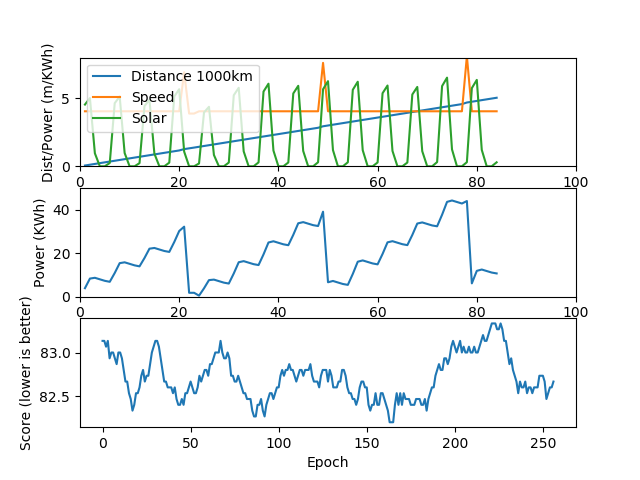 Dist/Power (m/KWh)
5
0
Distance 1000km
Speed
Solar
0 20 40 60 80 100
Power (KWh)
40
20
0
0 20 40 60 80 100
Score (lower is better)
83.0
82.5
0 50 100 150 200 250
Epoch